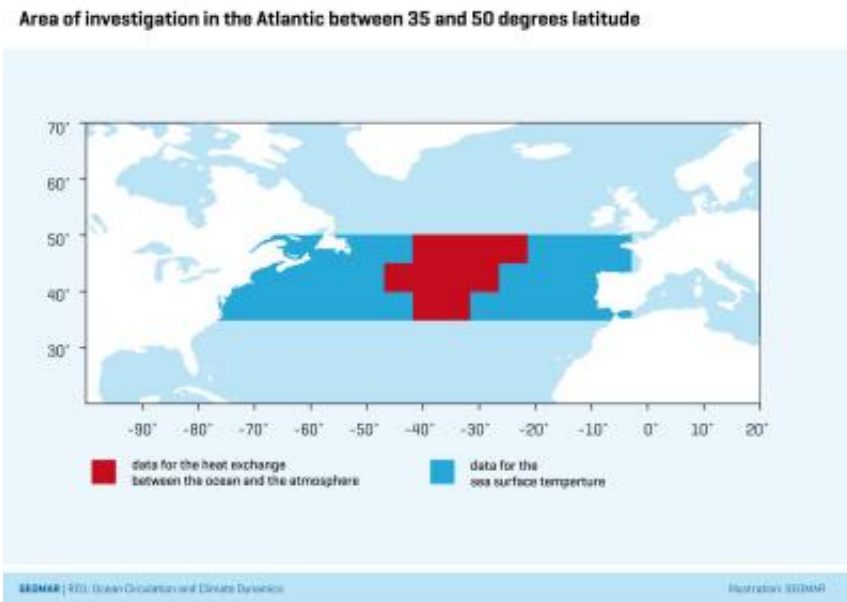 Area of investigation in the Atlantic between 35 and 50 degrees latitude
70°
60°
50°
40°
30°
-90° -80° -70° -60° -50° -40° -30° -20° -10° 0° 10° 20°
data for the heat exchange
between the ocean and the atmosphere
data for the
sea surface temperture
GEOMAR | RD1: Ocean Circulation and Climate Dynamics
Illustration: GEOMAR